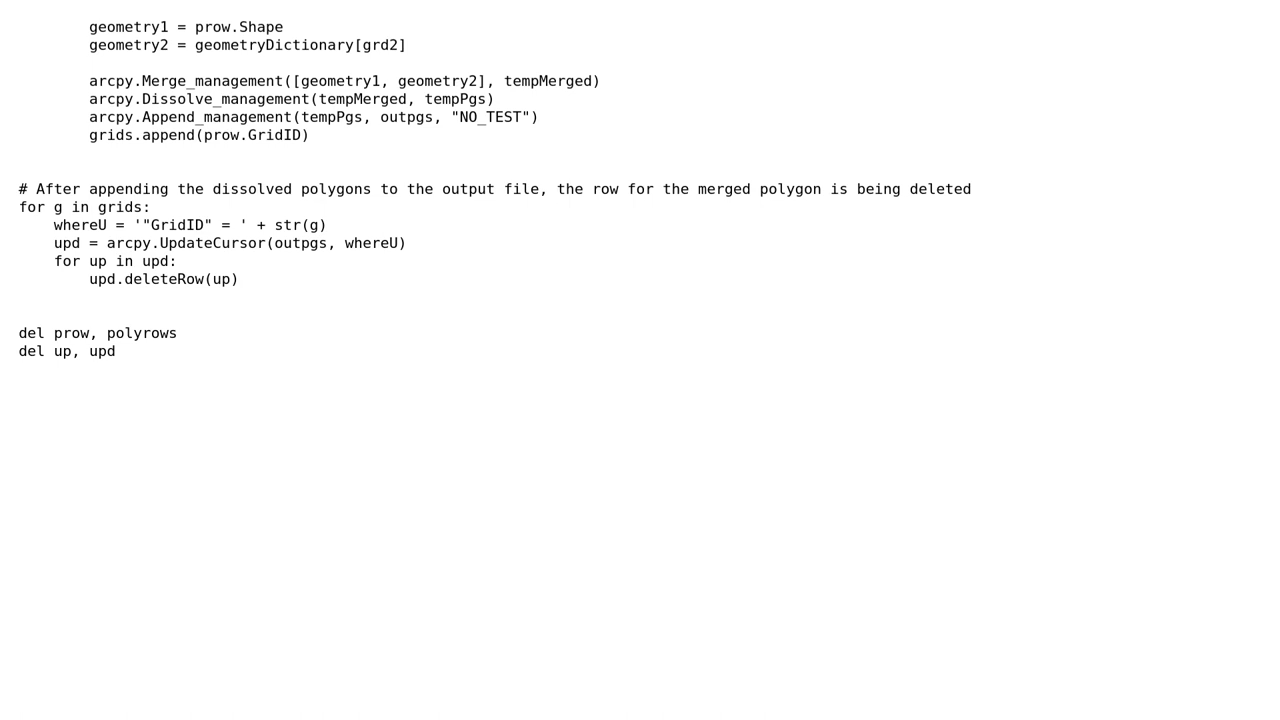 geometry1 = prow.Shape
geometry2 = geometryDictionary[grd2]
arcpy.Merge_management([geometry1, geometry2], tempMerged)
arcpy.Dissolve_management(tempMerged, tempPgs)
arcpy.Append_management(tempPgs, outpgs, "NO_TEST")
grids.append(prow.GridID)
# After appending the dissolved polygons to the output file, the row for the merged polygon is being deleted
for g in grids:
whereU = '"GridID" = ' + str(g)
upd = arcpy.UpdateCursor(outpgs, whereU)
for up in upd:
upd.deleteRow(up)
del prow, polyrows
del up, upd